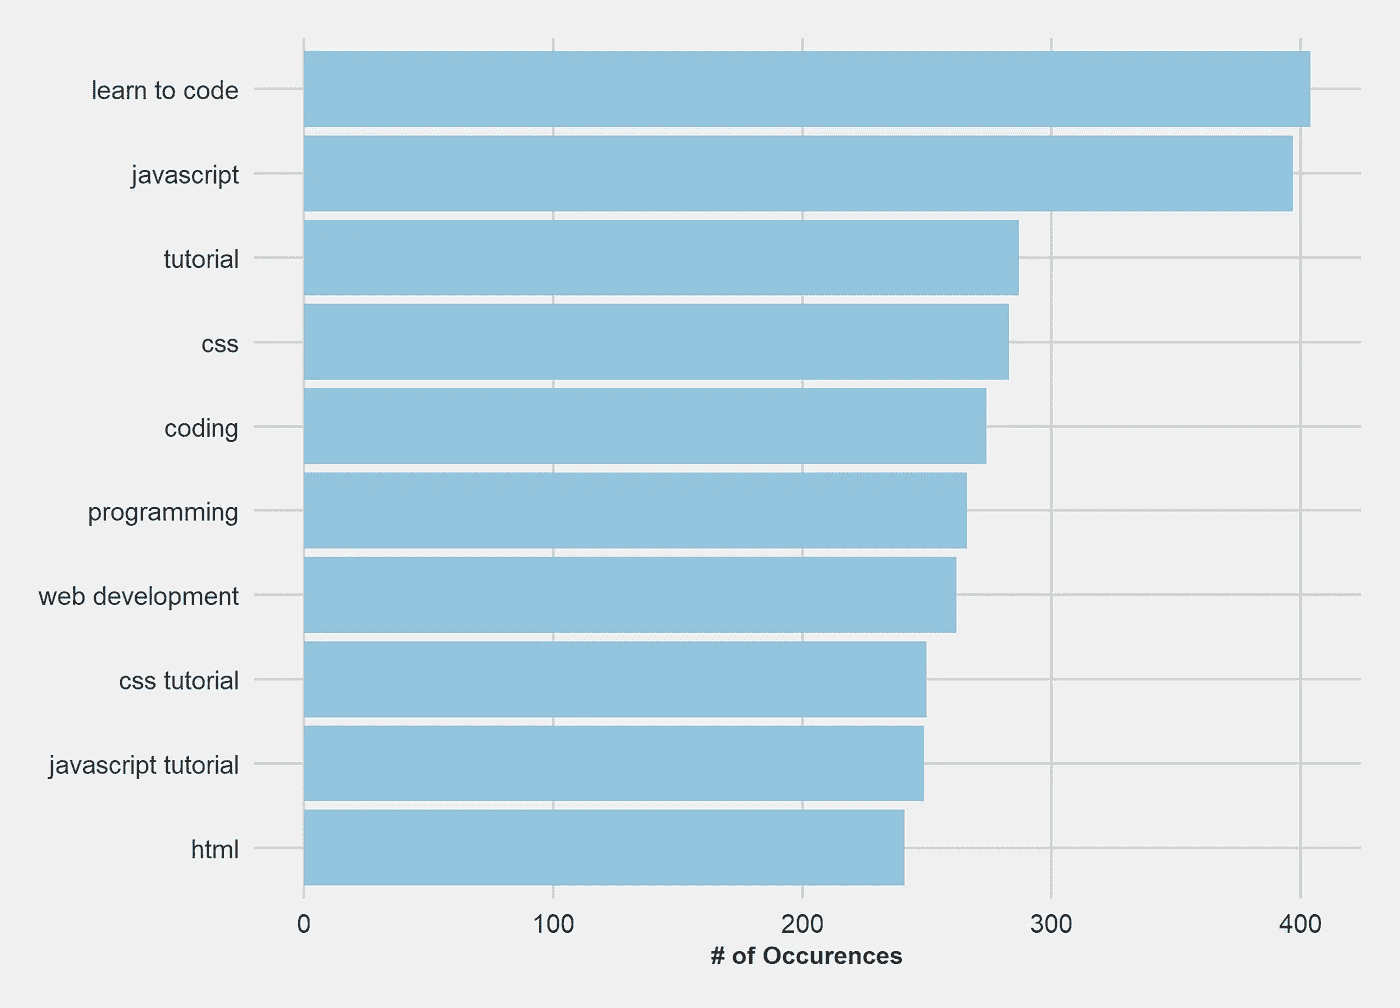 learn to code
javascript
tutorial
css
coding
programming
web development
css tutorial
javascript tutorial
html
0 100 200 300 400
# of Occurences